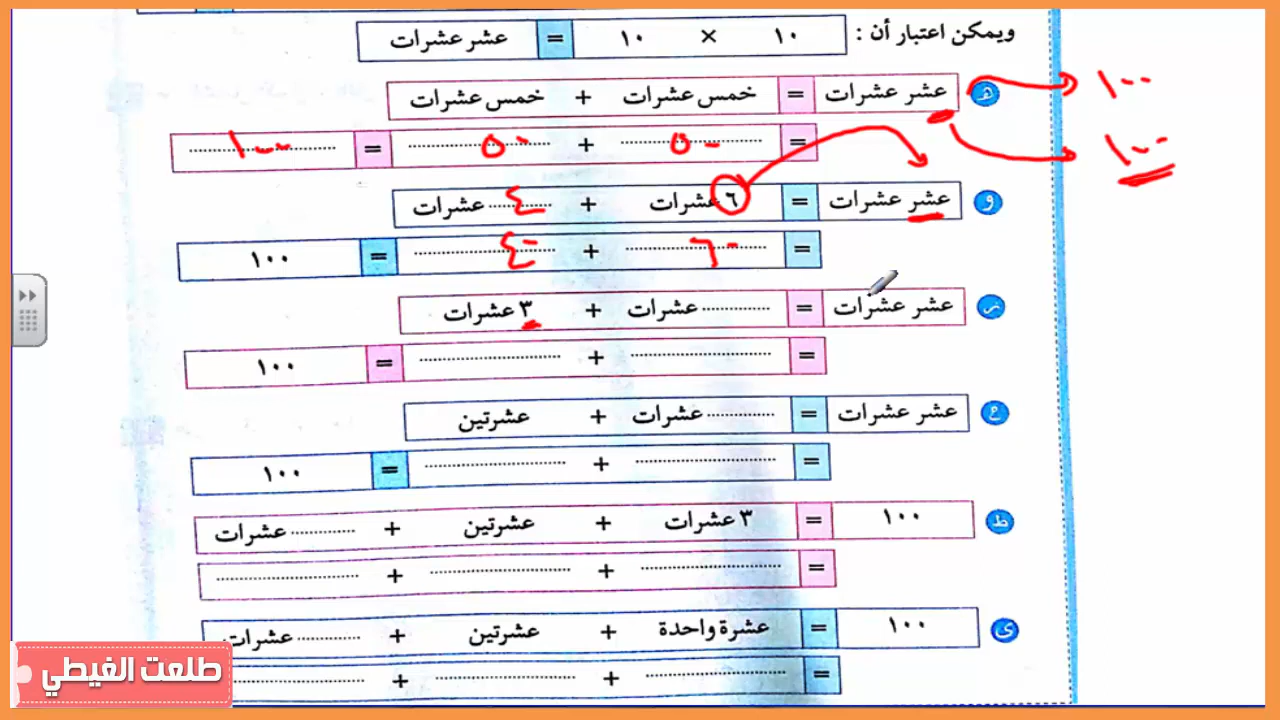 ويمكن اعتبار أن : ١٠ × ١٠ = عشر عشرات
هـ عشر عشرات = خمس عشرات + خمس عشرات ١٠٠
= ٥٠ + ٥٠ = ١٠٠ ١٠٠
و عشر عشرات = ٦ عشرات + ٤ عشرات
= ٦٠ + ٤٠ = ١٠٠
ز عشر عشرات = ............ عشرات + ٣ عشرات
= ............ + ............ = ١٠٠
ع عشر عشرات = ............ عشرات + عشرتين
= ............ + ............ = ١٠٠
ط ١٠٠ = ٣ عشرات + عشرتين + ............ عشرات
= ............ + ............ + ............
ى ١٠٠ = عشرة واحدة + عشرتين + ............ عشرات
= ............ + ............ + ............
طلعت الغيطي